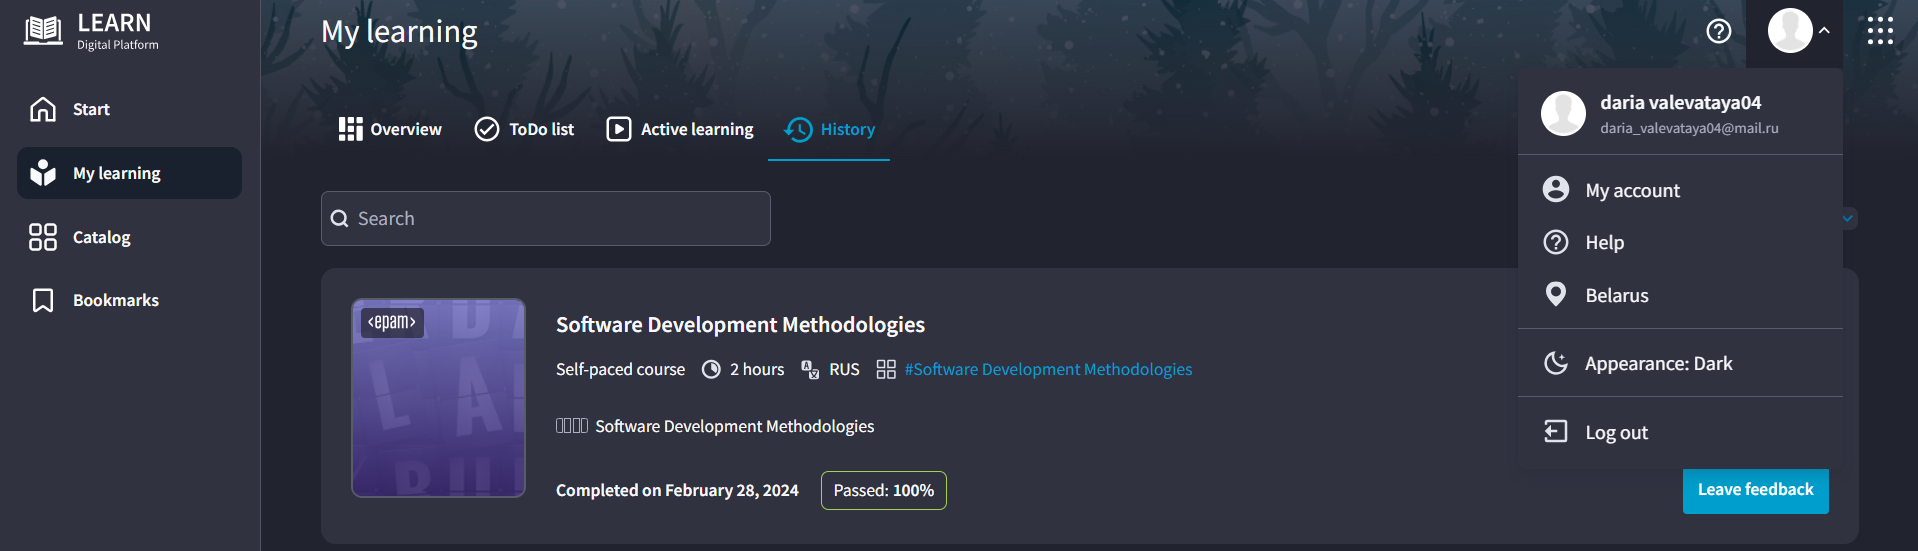 LEARN
Digital Platform
Start
My learning
Catalog
Bookmarks
My learning
Overview
ToDo list
Active learning
History
Search
<epam>
Software Development Methodologies
Self-paced course 2 hours RUS #Software Development Methodologies
Software Development Methodologies
Completed on February 28, 2024 Passed: 100%
Leave feedback
daria valevataya04
daria_valevataya04@mail.ru
My account
Help
Belarus
Appearance: Dark
Log out